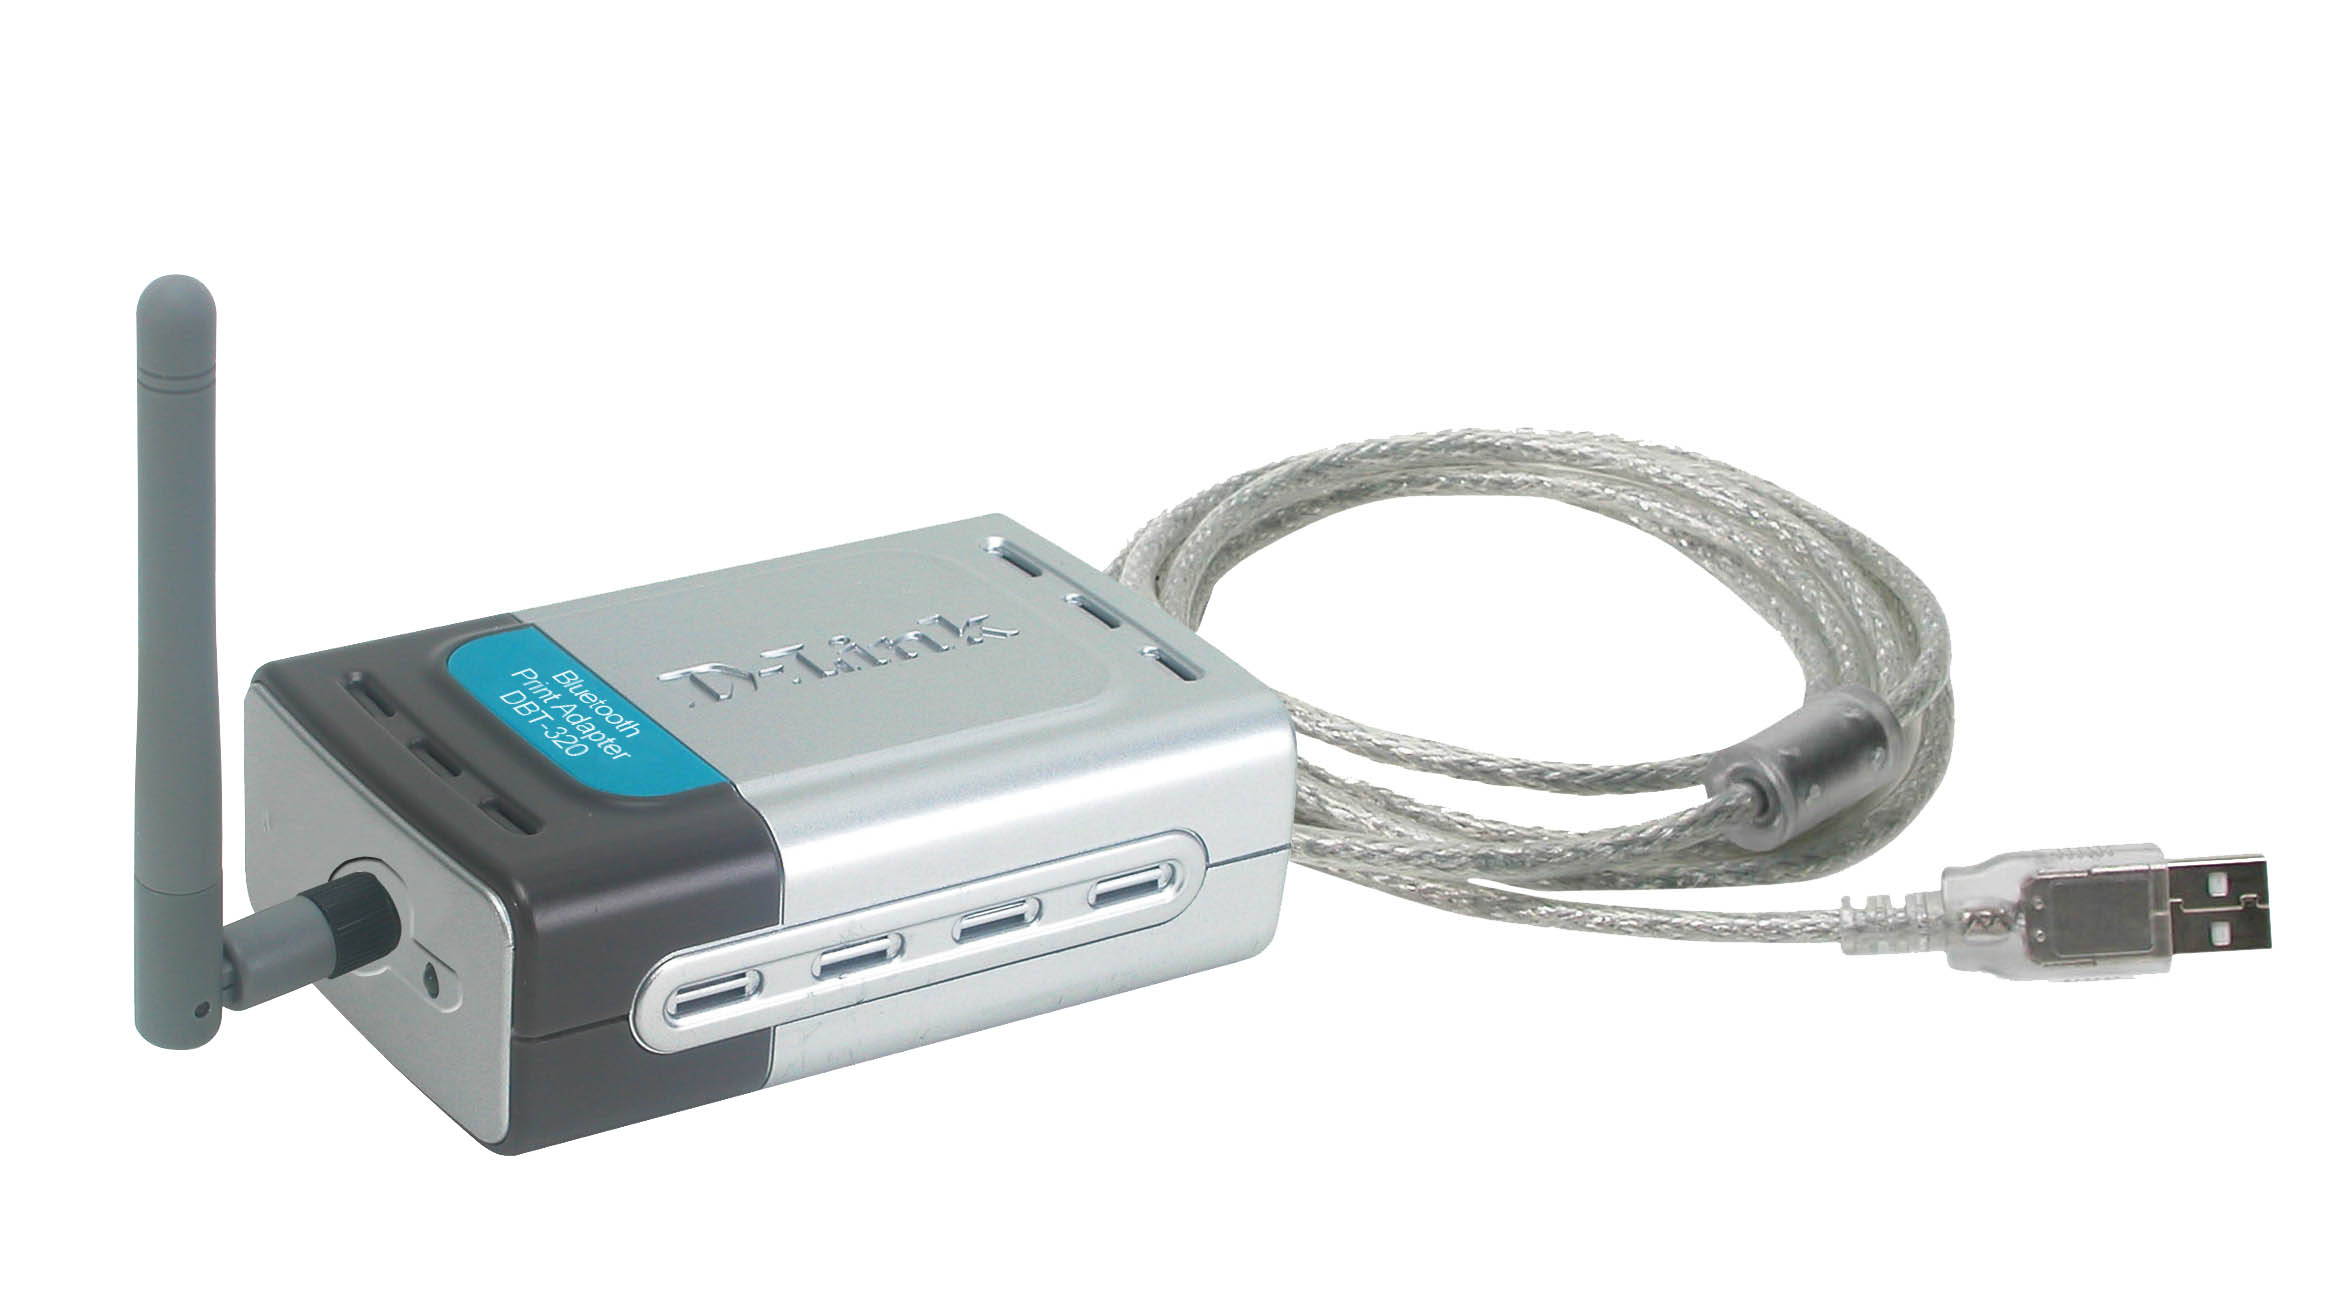 D-Link
Bluetooth
Print Adapter
DBT-320